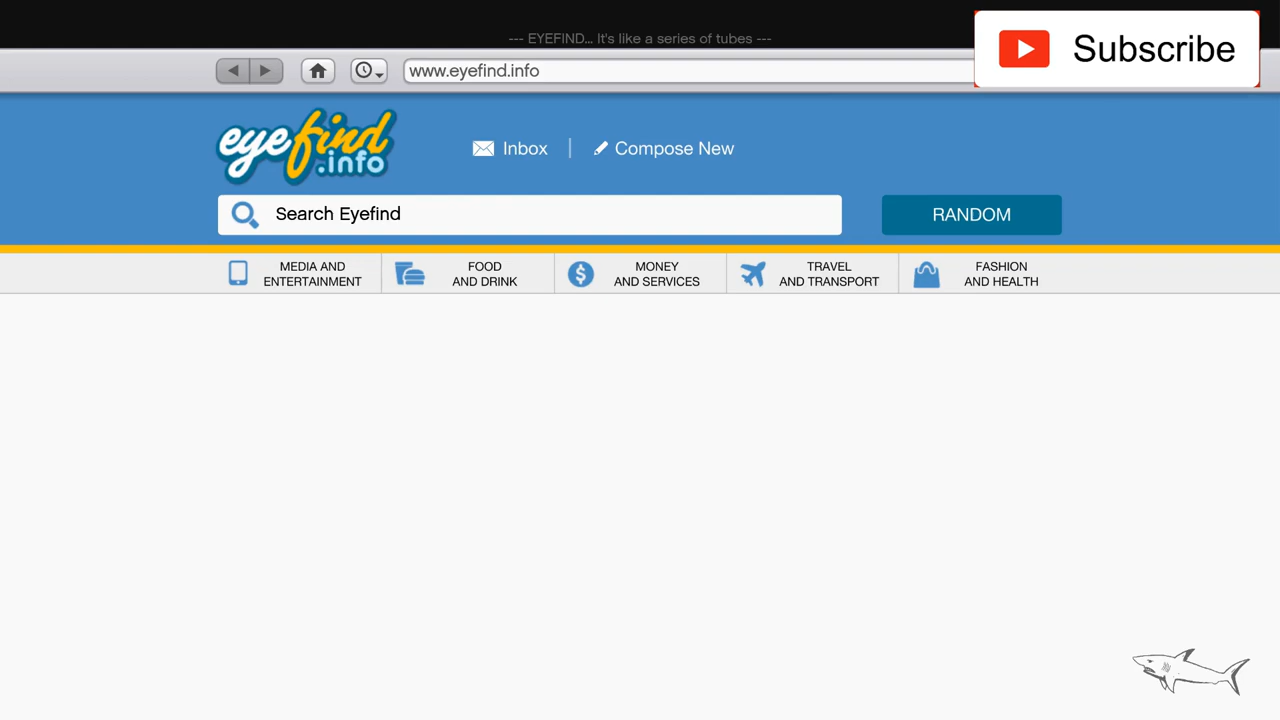 --- EYEFIND... It's like a series of tubes ---
Subscribe
www.eyefind.info
eyefind
.info
Inbox
Compose New
Search Eyefind
RANDOM
MEDIA AND
ENTERTAINMENT
FOOD
AND DRINK
MONEY
AND SERVICES
TRAVEL
AND TRANSPORT
FASHION
AND HEALTH